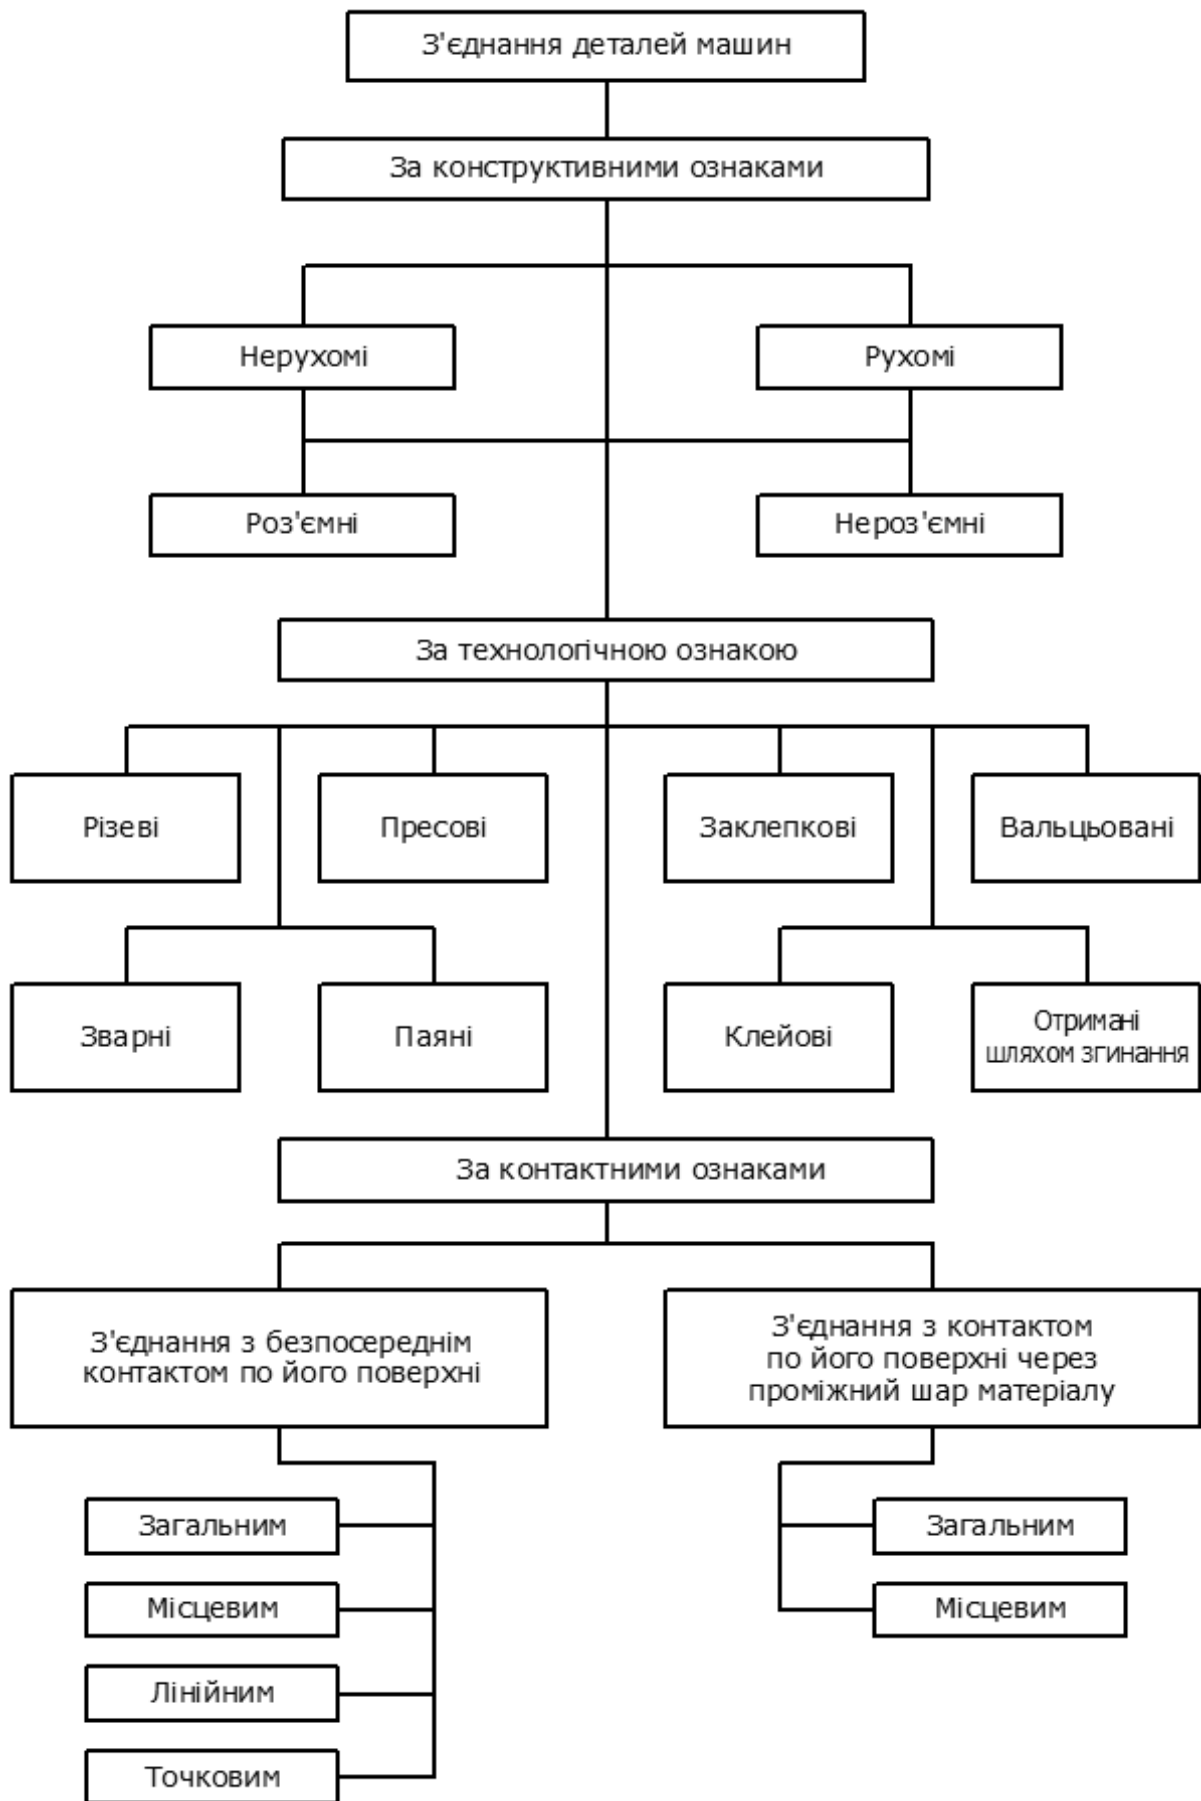 З'єднання деталей машин
За конструктивними ознаками
Нерухомі
Рухомі
Роз'ємні
Нероз'ємні
За технологічною ознакою
Різеві
Пресові
Заклепкові
Вальцьовані
Зварні
Паяні
Клейові
Отримані
шляхом згинання
За контактними ознаками
З'єднання з безпосереднім
контактом по його поверхні
З'єднання з контактом
по його поверхні через
проміжний шар матеріалу
Загальним
Місцевим
Лінійним
Точковим
Загальним
Місцевим